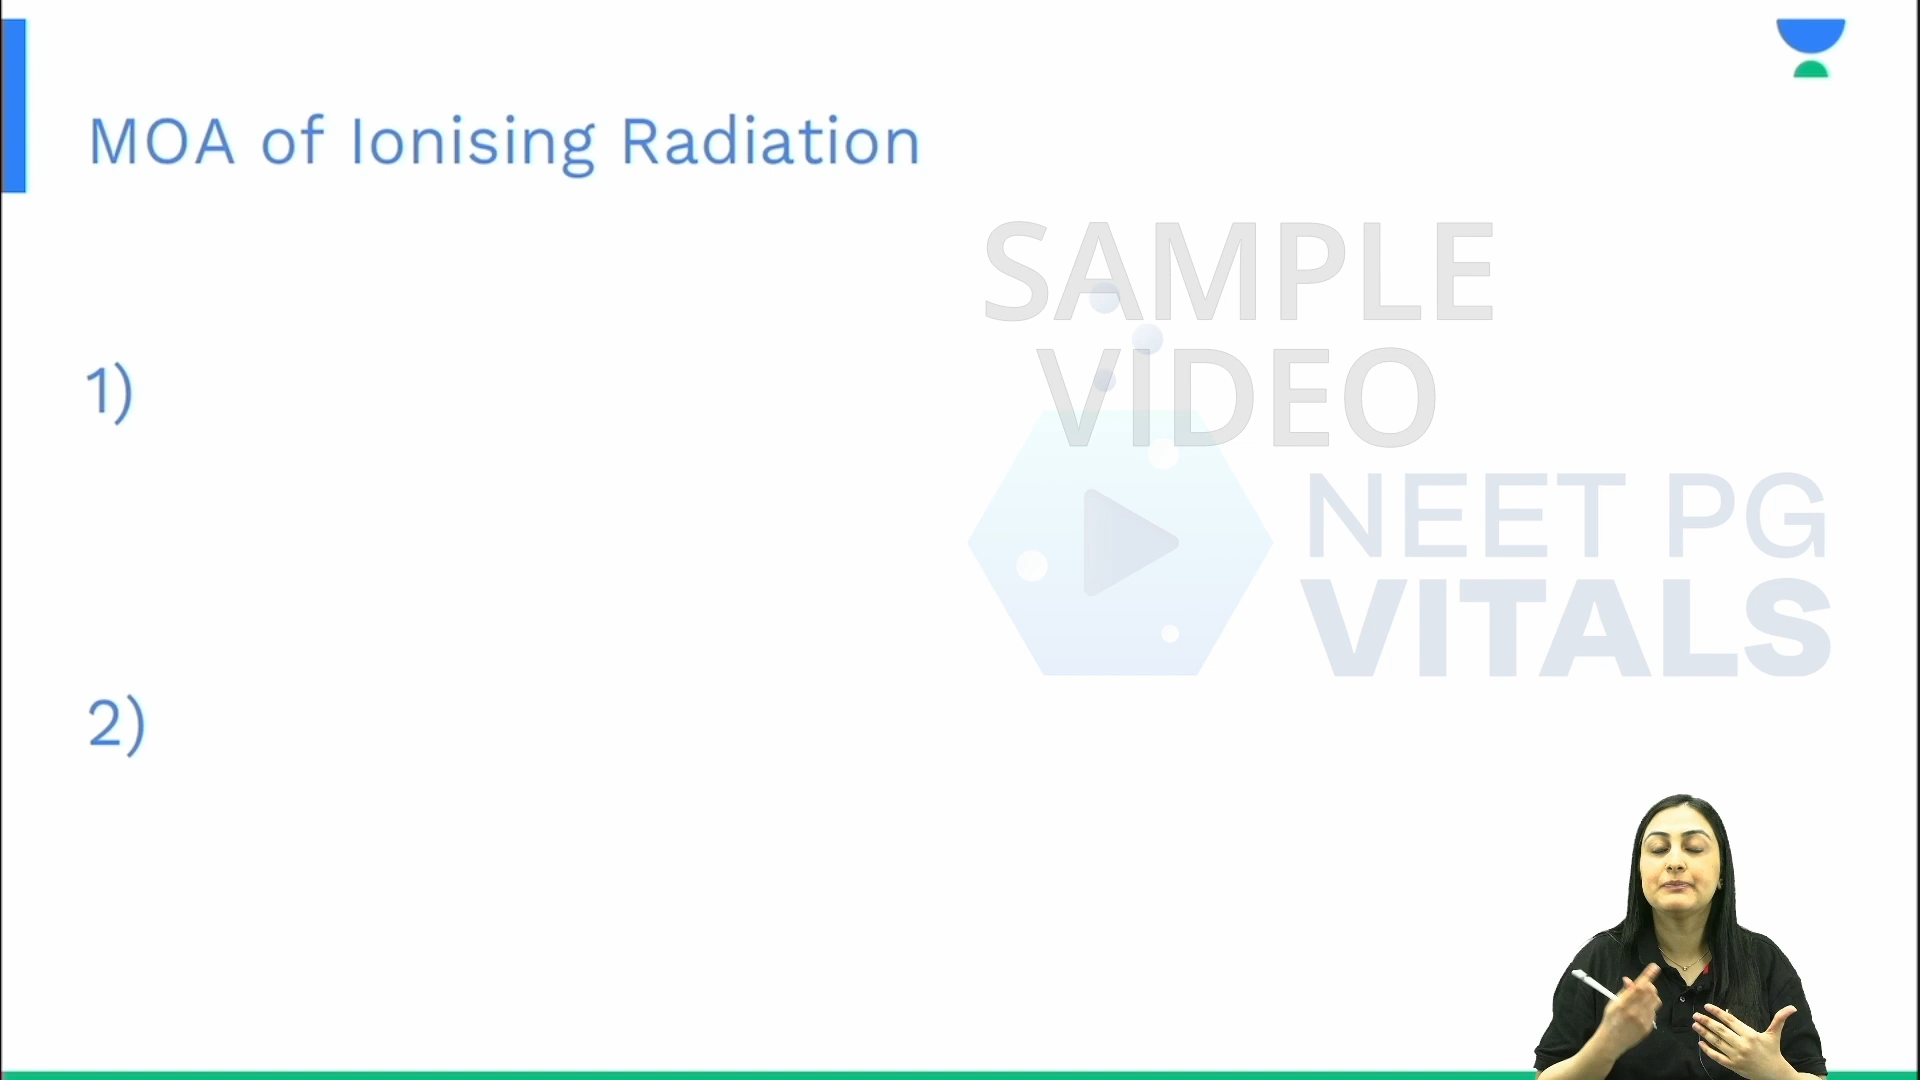 MOA of Ionising Radiation
SAMPLE
VIDEO
1)
NEET PG
VITALS
2)